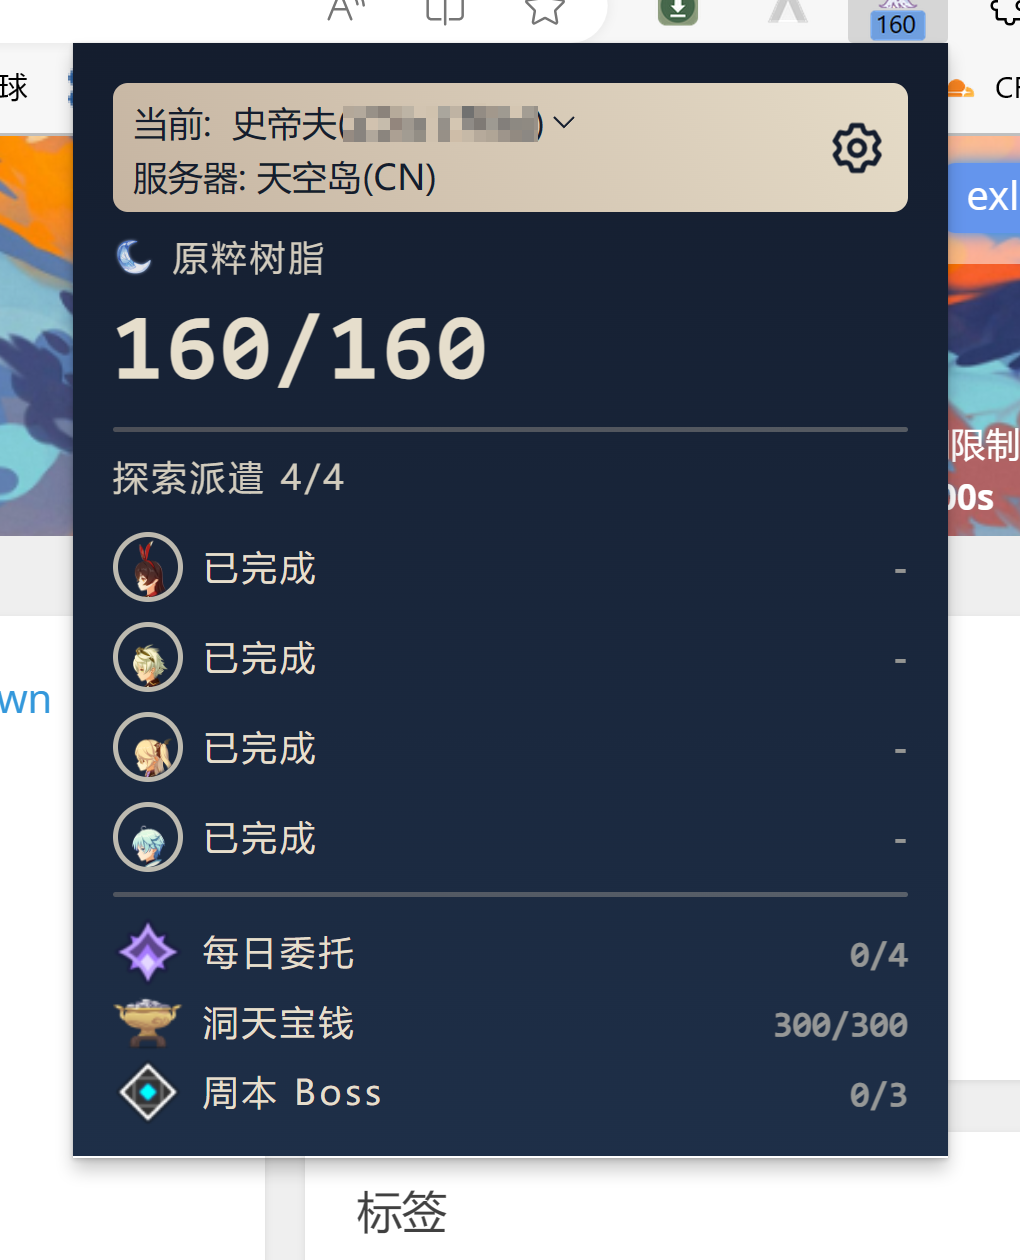 160
球
当前: 史帝夫()
服务器: 天空岛(CN)
原粹树脂
160/160
限制
00s
探索派遣 4/4
已完成 -
已完成 -
wn
已完成 -
已完成 -
每日委托 0/4
洞天宝钱 300/300
周本 Boss 0/3
标签